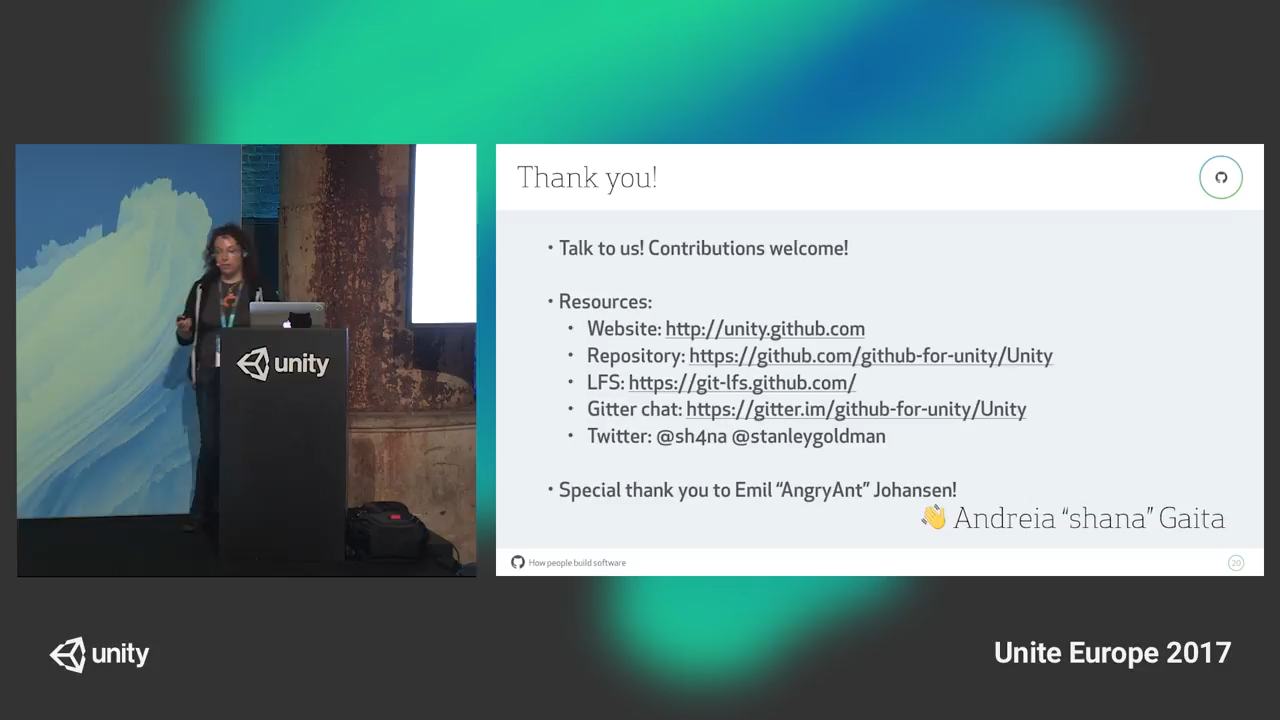 Thank you!
• Talk to us! Contributions welcome!
• Resources:
• Website: http://unity.github.com
• Repository: https://github.com/github-for-unity/Unity
• LFS: https://git-lfs.github.com/
• Gitter chat: https://gitter.im/github-for-unity/Unity
• Twitter: @sh4na @stanleygoldman
• Special thank you to Emil “AngryAnt” Johansen!
👋 Andreia “shana” Gaita
How people build software
20
unity
unity
Unite Europe 2017